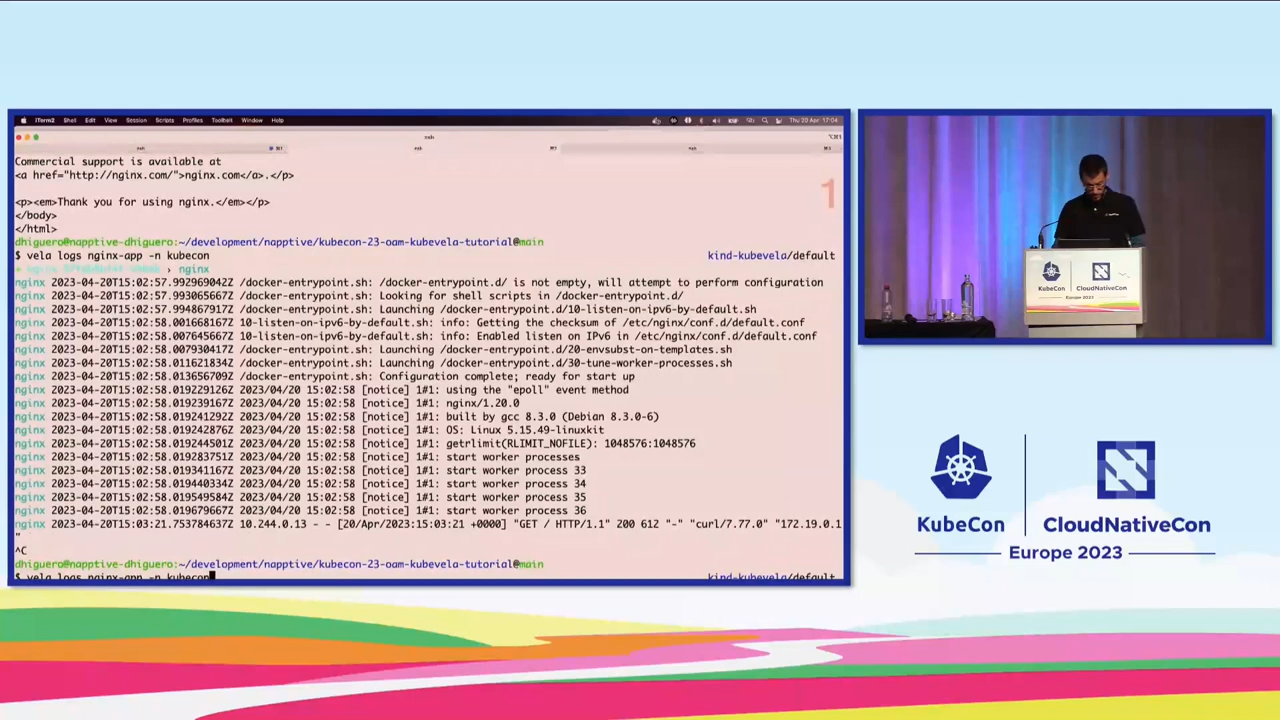 iTerm2 Shell Edit View Session Scripts Profiles Toolbelt Window Help
Thu 20 Apr 17:04
Commercial support is available at
<a href="http://nginx.com/">nginx.com</a>.</p>
1
<p><em>Thank you for using nginx.</em></p>
</body>
</html>
dhiguero@napptive-dhiguero:~/development/napptive/kubecon-23-oam-kubevela-tutorial@main
$ vela logs nginx-app -n kubecon kind-kubevela/default
› nginx
nginx 2023-04-20T15:02:57.992969042Z /docker-entrypoint.sh: /docker-entrypoint.d/ is not empty, will attempt to perform configuration
nginx 2023-04-20T15:02:57.993065667Z /docker-entrypoint.sh: Looking for shell scripts in /docker-entrypoint.d/
nginx 2023-04-20T15:02:57.994867917Z /docker-entrypoint.sh: Launching /docker-entrypoint.d/10-listen-on-ipv6-by-default.sh
nginx 2023-04-20T15:02:58.001668167Z 10-listen-on-ipv6-by-default.sh: info: Getting the checksum of /etc/nginx/conf.d/default.conf
nginx 2023-04-20T15:02:58.007645667Z 10-listen-on-ipv6-by-default.sh: info: Enabled listen on IPv6 in /etc/nginx/conf.d/default.conf
nginx 2023-04-20T15:02:58.007930417Z /docker-entrypoint.sh: Launching /docker-entrypoint.d/20-envsubst-on-templates.sh
nginx 2023-04-20T15:02:58.011621834Z /docker-entrypoint.sh: Launching /docker-entrypoint.d/30-tune-worker-processes.sh
nginx 2023-04-20T15:02:58.013656709Z /docker-entrypoint.sh: Configuration complete; ready for start up
nginx 2023-04-20T15:02:58.019229126Z 2023/04/20 15:02:58 [notice] 1#1: using the "epoll" event method
nginx 2023-04-20T15:02:58.019239167Z 2023/04/20 15:02:58 [notice] 1#1: nginx/1.20.0
nginx 2023-04-20T15:02:58.019241292Z 2023/04/20 15:02:58 [notice] 1#1: built by gcc 8.3.0 (Debian 8.3.0-6)
nginx 2023-04-20T15:02:58.019242876Z 2023/04/20 15:02:58 [notice] 1#1: OS: Linux 5.15.49-linuxkit
nginx 2023-04-20T15:02:58.019244501Z 2023/04/20 15:02:58 [notice] 1#1: getrlimit(RLIMIT_NOFILE): 1048576:1048576
nginx 2023-04-20T15:02:58.019283751Z 2023/04/20 15:02:58 [notice] 1#1: start worker processes
nginx 2023-04-20T15:02:58.019341167Z 2023/04/20 15:02:58 [notice] 1#1: start worker process 33
nginx 2023-04-20T15:02:58.019440334Z 2023/04/20 15:02:58 [notice] 1#1: start worker process 34
nginx 2023-04-20T15:02:58.019549584Z 2023/04/20 15:02:58 [notice] 1#1: start worker process 35
nginx 2023-04-20T15:02:58.019679667Z 2023/04/20 15:02:58 [notice] 1#1: start worker process 36
nginx 2023-04-20T15:03:21.753784637Z 10.244.0.13 - - [20/Apr/2023:15:03:21 +0000] "GET / HTTP/1.1" 200 612 "-" "curl/7.77.0" "172.19.0.1
"
^C
dhiguero@napptive-dhiguero:~/development/napptive/kubecon-23-oam-kubevela-tutorial@main
$ vela logs nginx-app -n kubecon kind-kubevela/default
KubeCon CloudNativeCon
Europe 2023
KubeCon CloudNativeCon
Europe 2023